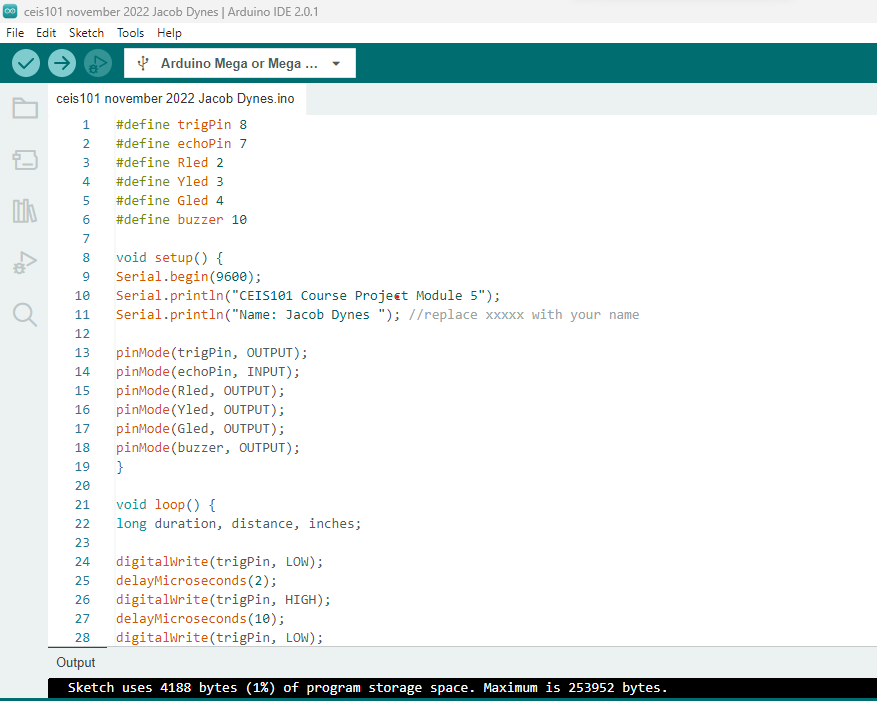 ceis101 november 2022 Jacob Dynes | Arduino IDE 2.0.1
File Edit Sketch Tools Help
Arduino Mega or Mega ...
ceis101 november 2022 Jacob Dynes.ino
1 #define trigPin 8
2 #define echoPin 7
3 #define Rled 2
4 #define Yled 3
5 #define Gled 4
6 #define buzzer 10
7
8 void setup() {
9 Serial.begin(9600);
10 Serial.println("CEIS101 Course Project Module 5");
11 Serial.println("Name: Jacob Dynes "); //replace xxxxx with your name
12
13 pinMode(trigPin, OUTPUT);
14 pinMode(echoPin, INPUT);
15 pinMode(Rled, OUTPUT);
16 pinMode(Yled, OUTPUT);
17 pinMode(Gled, OUTPUT);
18 pinMode(buzzer, OUTPUT);
19 }
20
21 void loop() {
22 long duration, distance, inches;
23
24 digitalWrite(trigPin, LOW);
25 delayMicroseconds(2);
26 digitalWrite(trigPin, HIGH);
27 delayMicroseconds(10);
28 digitalWrite(trigPin, LOW);
Output
Sketch uses 4188 bytes (1%) of program storage space. Maximum is 253952 bytes.